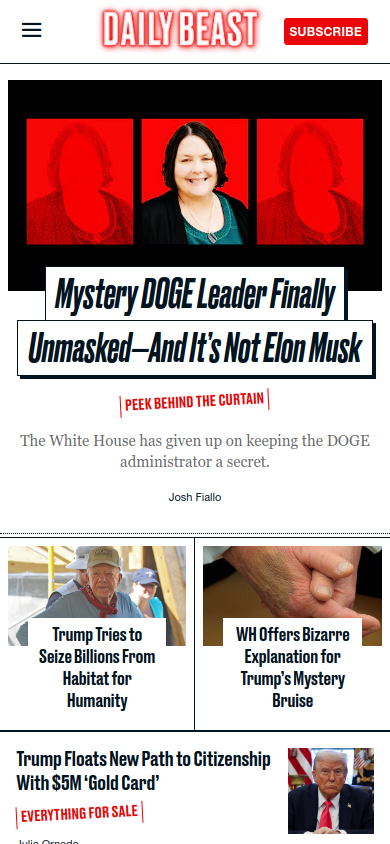 DAILY BEAST
SUBSCRIBE
Mystery DOGE Leader Finally
Unmasked—And It's Not Elon Musk
PEEK BEHIND THE CURTAIN
The White House has given up on keeping the DOGE
administrator a secret.
Josh Fiallo
Trump Tries to
Seize Billions From
Habitat for
Humanity
WH Offers Bizarre
Explanation for
Trump's Mystery
Bruise
Trump Floats New Path to Citizenship
With $5M ‘Gold Card’
EVERYTHING FOR SALE
Julia Ornedo